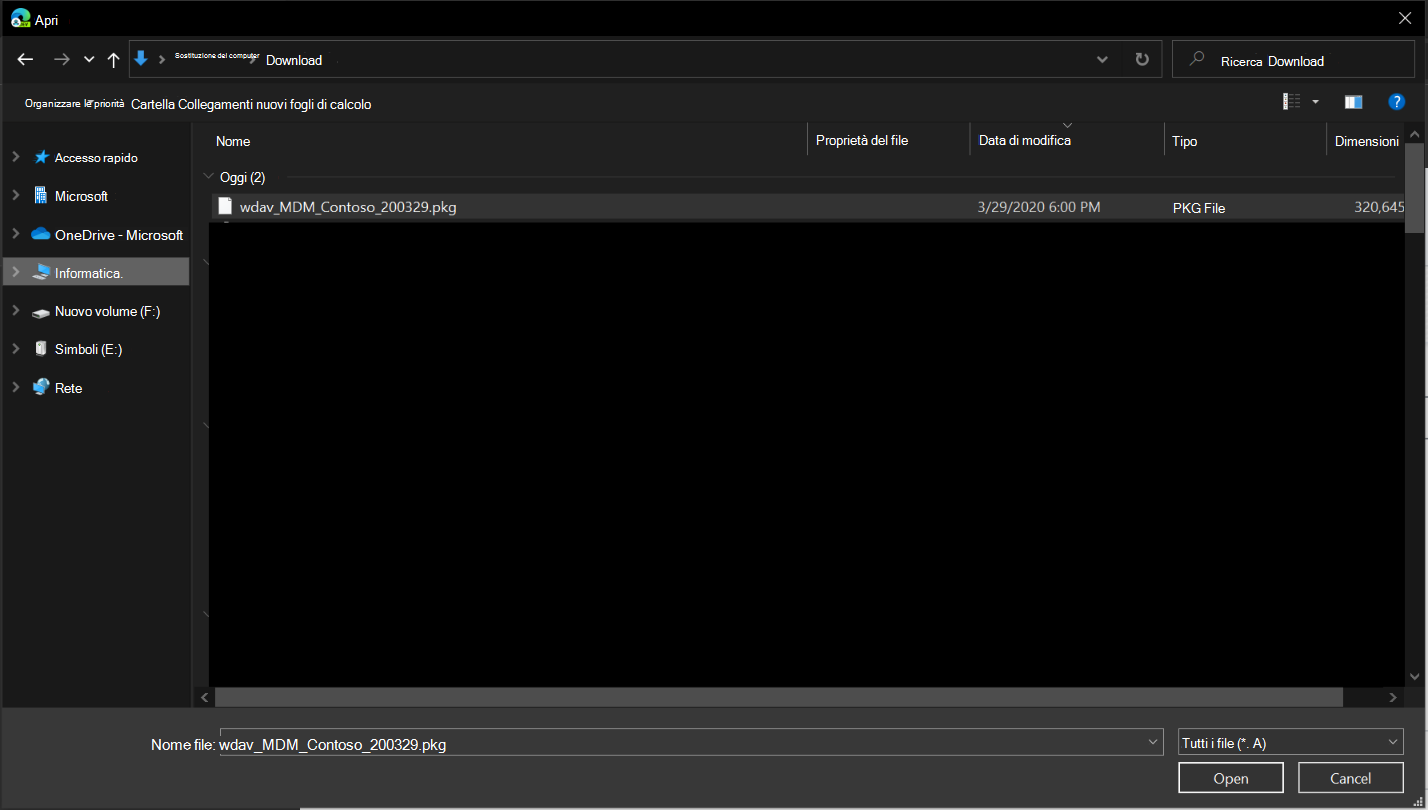 Apri
Sostituzione del computer Download
Ricerca Download
Organizzare le priorità Cartella Collegamenti nuovi fogli di calcolo
Nome Proprietà del file Data di modifica Tipo Dimensioni
Accesso rapido
Microsoft
OneDrive - Microsoft
Informatica.
Nuovo volume (F:)
Simboli (E:)
Rete
Oggi (2)
wdav_MDM_Contoso_200329.pkg 3/29/2020 6:00 PM PKG File 320,645
Nome file: wdav_MDM_Contoso_200329.pkg
Tutti i file (*. A)
Open Cancel